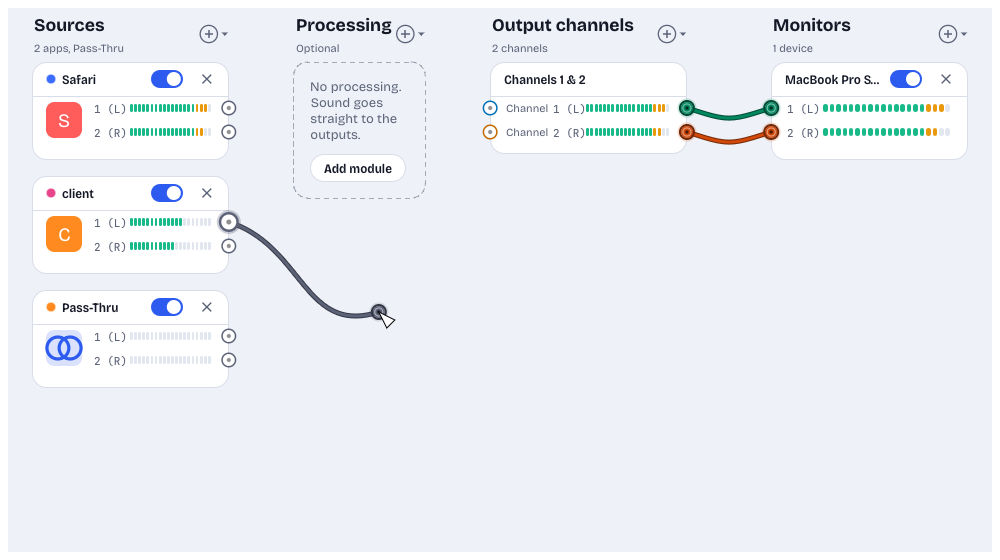 Sources
2 apps, Pass-Thru
Safari
S
1 (L)
2 (R)
client
C
1 (L)
2 (R)
Pass-Thru
1 (L)
2 (R)
Processing
Optional
No processing.
Sound goes
straight to the
outputs.
Add module
Output channels
2 channels
Channels 1 & 2
Channel 1 (L)
Channel 2 (R)
Monitors
1 device
MacBook Pro S...
1 (L)
2 (R)